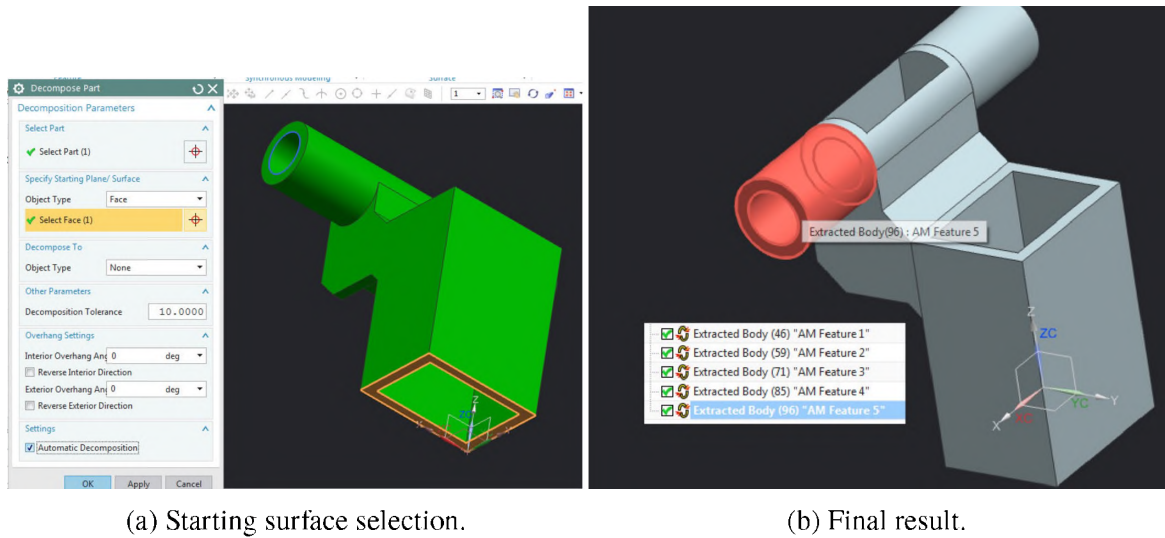 Synchronous Modeling
Surface
Decompose Part
1
Decomposition Parameters
Select Part
Select Part (1)
Specify Starting Plane/ Surface
Object Type
Face
Select Face (1)
Decompose To
Object Type
None
Other Parameters
Decomposition Tolerance
10.0000
Overhang Settings
Interior Overhang Ang
0
deg
Reverse Interior Direction
Exterior Overhang Ang
0
deg
Reverse Exterior Direction
Settings
Automatic Decomposition
OK
Apply
Cancel
Z
Extracted Body(96) : AM Feature 5
Extracted Body (46) "AM Feature 1"
Extracted Body (59) "AM Feature 2"
Extracted Body (71) "AM Feature 3"
Extracted Body (85) "AM Feature 4"
Extracted Body (96) "AM Feature 5"
Z
ZC
YC
Y
X
XC
(a) Starting surface selection.
(b) Final result.